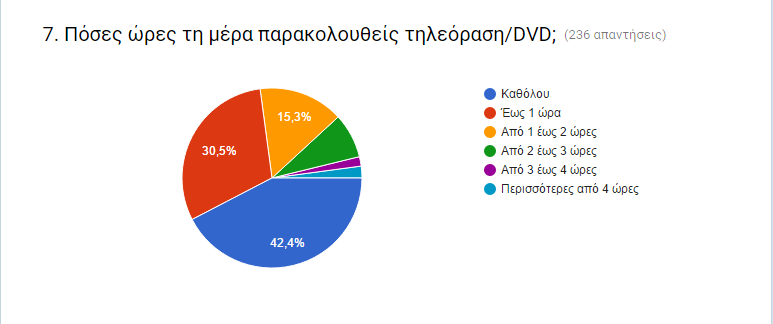 7. Πόσες ώρες τη μέρα παρακολουθείς τηλεόραση/DVD; (236 απαντήσεις)
Καθόλου
Έως 1 ώρα
Από 1 έως 2 ώρες
Από 2 έως 3 ώρες
Από 3 έως 4 ώρες
Περισσότερες από 4 ώρες
15,3%
30,5%
42,4%